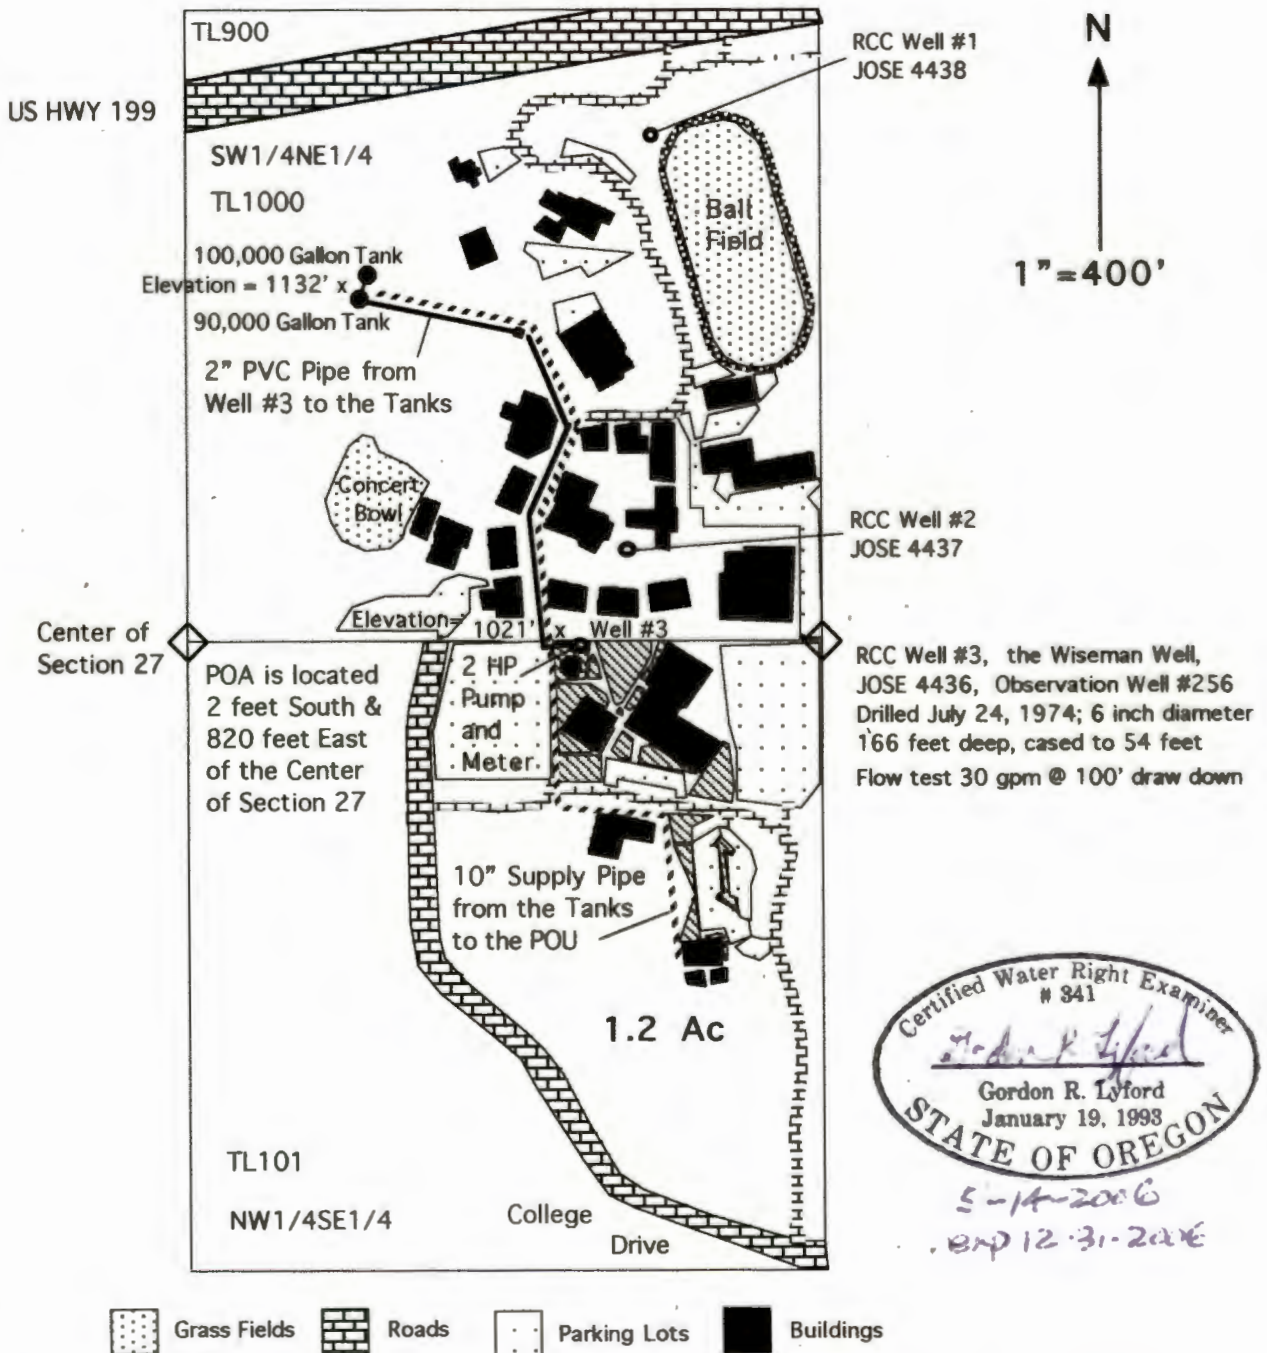 TL900
RCC Well #1
JOSE 4438
N
US HWY 199
SW1/4NE1/4
TL1000
Ball
Field
100,000 Gallon Tank
Elevation = 1132' x
90,000 Gallon Tank
1"=400'
2" PVC Pipe from
Well #3 to the Tanks
Concert
Bowl
RCC Well #2
JOSE 4437
Elevation= 1021' x Well #3
Center of
Section 27
POA is located
2 feet South &
820 feet East
of the Center
of Section 27
2 HP
Pump
and
Meter
RCC Well #3, the Wiseman Well,
JOSE 4436, Observation Well #256
Drilled July 24, 1974; 6 inch diameter
166 feet deep, cased to 54 feet
Flow test 30 gpm @ 100' draw down
10" Supply Pipe
from the Tanks
to the POU
1.2 Ac
Certified Water Right Examiner
# 341
Gordon R. Lyford
January 19, 1993
STATE OF OREGON
5-14-2006
exp 12-31-2006
TL101
NW1/4SE1/4
College
Drive
Grass Fields
Roads
Parking Lots
Buildings